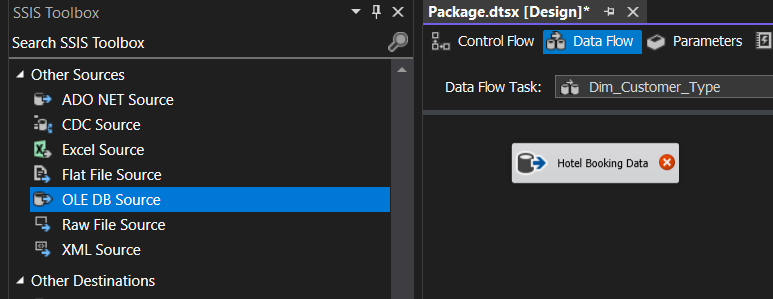 SSIS Toolbox
Search SSIS Toolbox
Other Sources
ADO NET Source
CDC Source
Excel Source
Flat File Source
OLE DB Source
Raw File Source
XML Source
Other Destinations
Package.dtsx [Design]*
Control Flow
Data Flow
Parameters
Data Flow Task:
Dim_Customer_Type
Hotel Booking Data